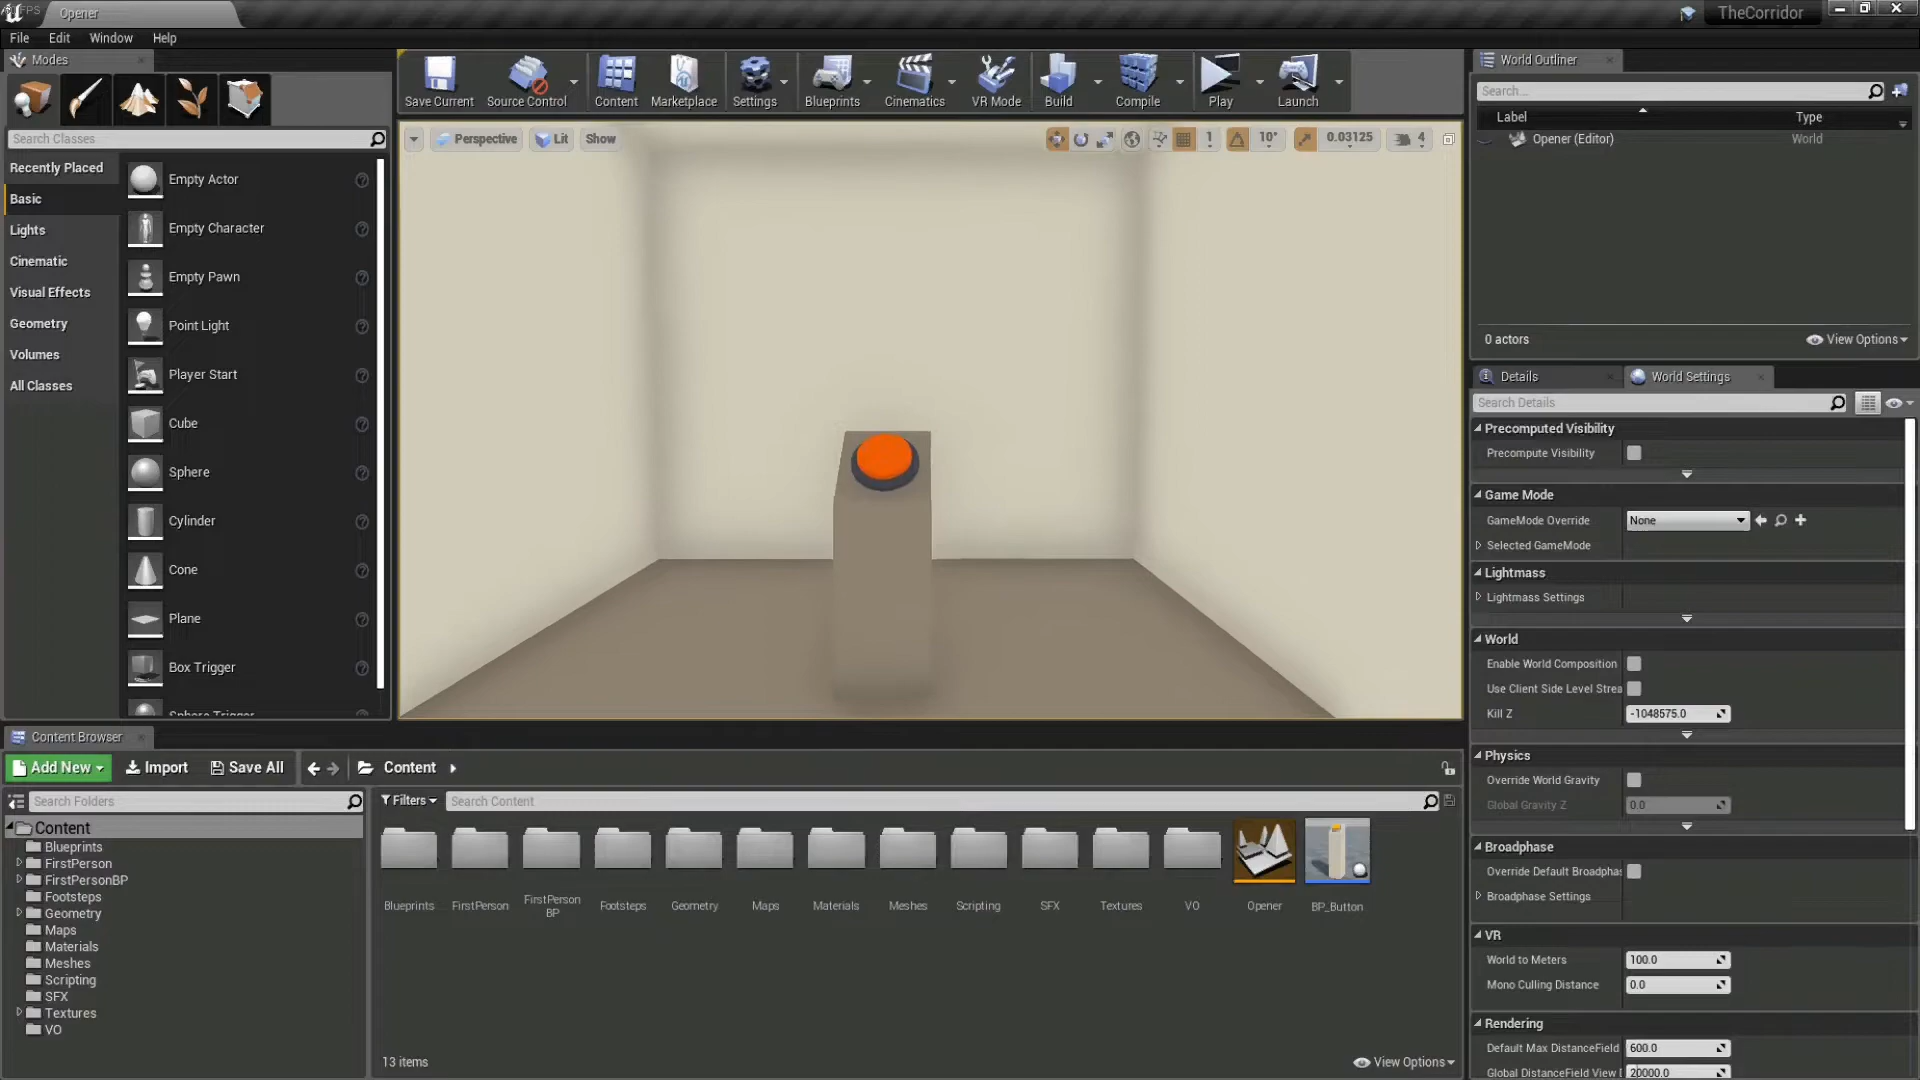 FPS
Opener
TheCorridor
File Edit Window Help
Modes
Search Classes
Recently Placed
Basic
Lights
Cinematic
Visual Effects
Geometry
Volumes
All Classes
Empty Actor
Empty Character
Empty Pawn
Point Light
Player Start
Cube
Sphere
Cylinder
Cone
Plane
Box Trigger
Sphere Trigger
Save Current Source Control Content Marketplace Settings Blueprints Cinematics VR Mode Build Compile Play Launch
Perspective Lit Show
1 10° 0.03125 4
World Outliner
Search...
Label Type
Opener (Editor) World
0 actors View Options
Details World Settings
Search Details
Precomputed Visibility
Precompute Visibility
Game Mode
GameMode Override None
Selected GameMode
Lightmass
Lightmass Settings
World
Enable World Composition
Use Client Side Level Strea
Kill Z -1048575.0
Physics
Override World Gravity
Global Gravity Z 0.0
Broadphase
Override Default Broadphas
Broadphase Settings
VR
World to Meters 100.0
Mono Culling Distance 0.0
Rendering
Default Max DistanceField 600.0
Global DistanceField View D 20000.0
Content Browser
Add New Import Save All Content
Search Folders
Content
Blueprints
FirstPerson
FirstPersonBP
Footsteps
Geometry
Maps
Materials
Meshes
Scripting
SFX
Textures
VO
Filters Search Content
Blueprints FirstPerson FirstPerson Footsteps Geometry Maps Materials Meshes Scripting SFX Textures VO Opener BP_Button
BP
13 items View Options